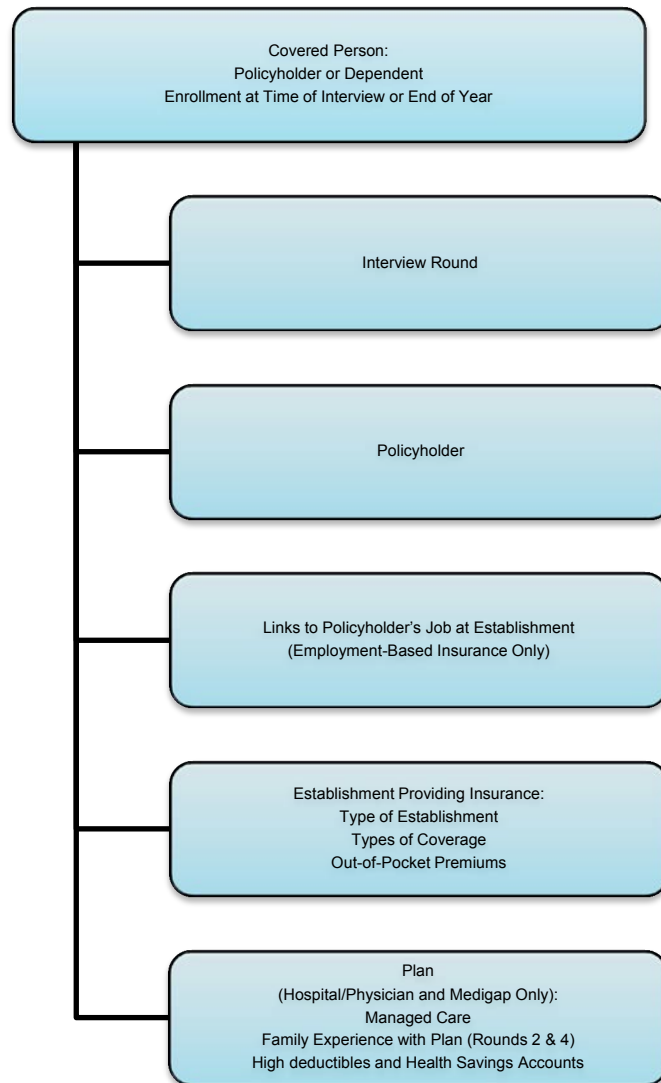 Covered Person:
Policyholder or Dependent
Enrollment at Time of Interview or End of Year
Interview Round
Policyholder
Links to Policyholder’s Job at Establishment
(Employment-Based Insurance Only)
Establishment Providing Insurance:
Type of Establishment
Types of Coverage
Out-of-Pocket Premiums
Plan
(Hospital/Physician and Medigap Only):
Managed Care
Family Experience with Plan (Rounds 2 & 4)
High deductibles and Health Savings Accounts